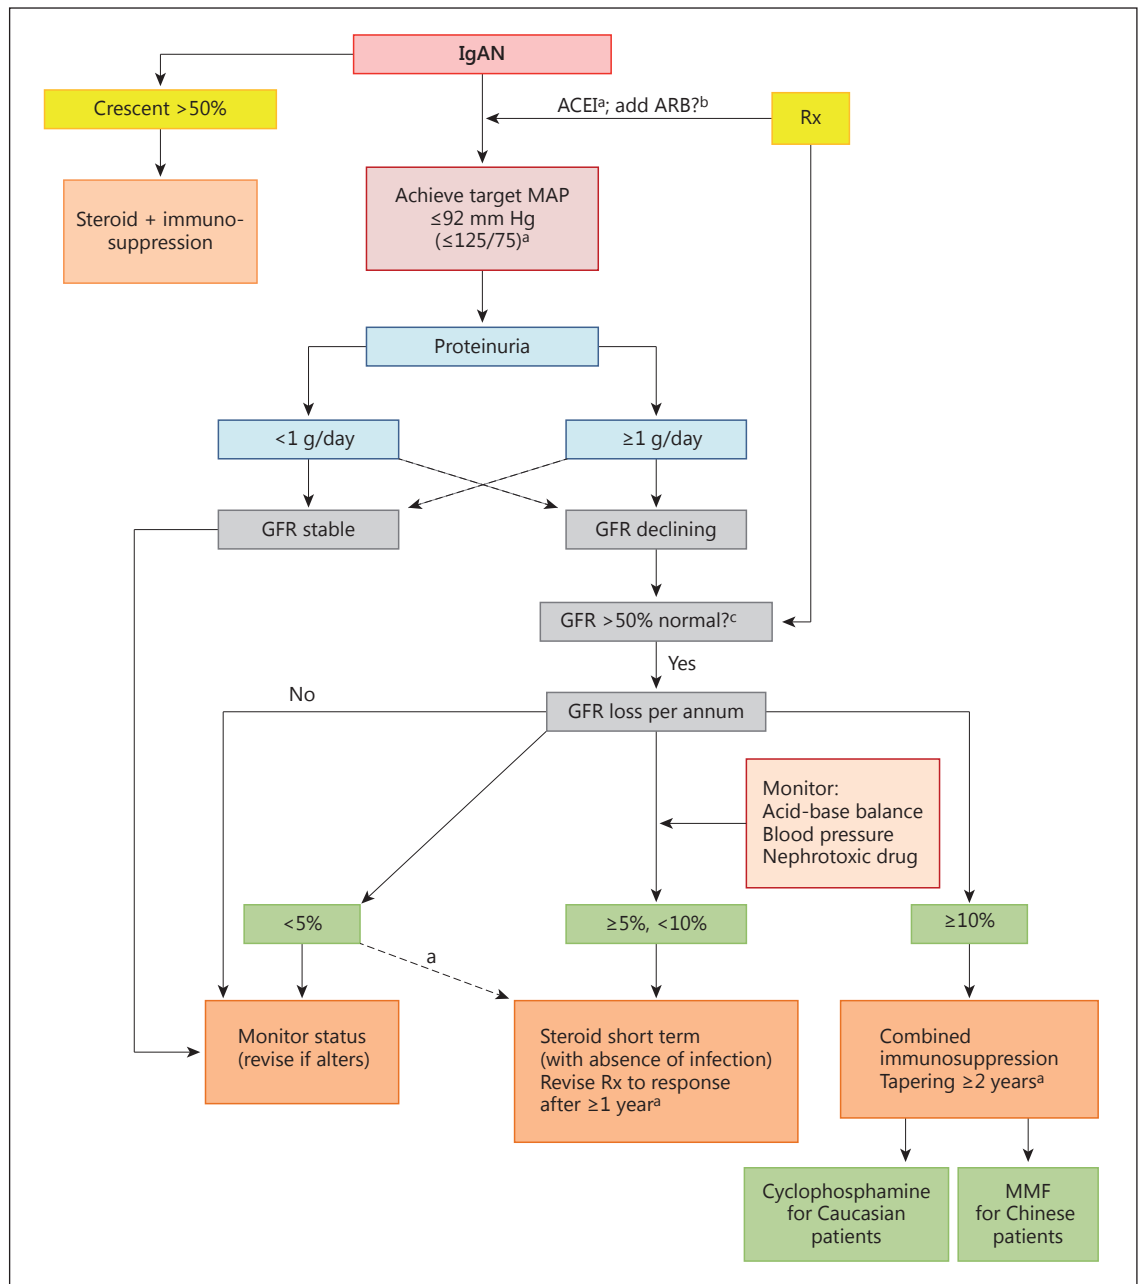 IgAN
Crescent >50%
ACEIᵃ; add ARB?ᵇ
Rx
Steroid + immuno-
suppression
Achieve target MAP
≤92 mm Hg
(≤125/75)ᵃ
Proteinuria
<1 g/day
≥1 g/day
GFR stable
GFR declining
GFR >50% normal?ᶜ
Yes
No
GFR loss per annum
Monitor:
Acid-base balance
Blood pressure
Nephrotoxic drug
<5%
≥5%, <10%
≥10%
a
Monitor status
(revise if alters)
Steroid short term
(with absence of infection)
Revise Rx to response
after ≥1 yearᵃ
Combined
immunosuppression
Tapering ≥2 yearsᵃ
Cyclophosphamine
for Caucasian
patients
MMF
for Chinese
patients